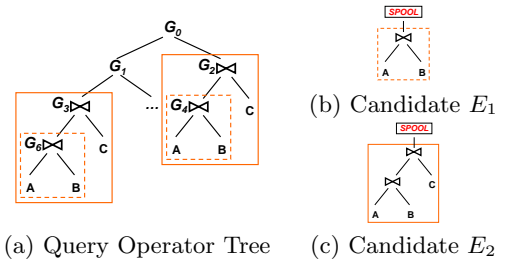 G0
G1
G2
G3
G4
...
C
G6
C
A
B
A
B
(a) Query Operator Tree
SPOOL
A
B
(b) Candidate E1
SPOOL
C
A
B
(c) Candidate E2